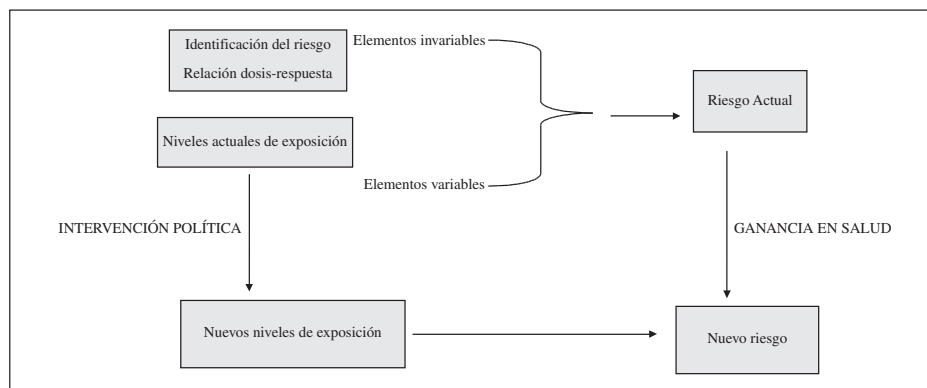 Identificación del riesgo
Relación dosis-respuesta
Elementos invariables
Riesgo Actual
Niveles actuales de exposición
Elementos variables
INTERVENCIÓN POLÍTICA
GANANCIA EN SALUD
Nuevos niveles de exposición
Nuevo riesgo